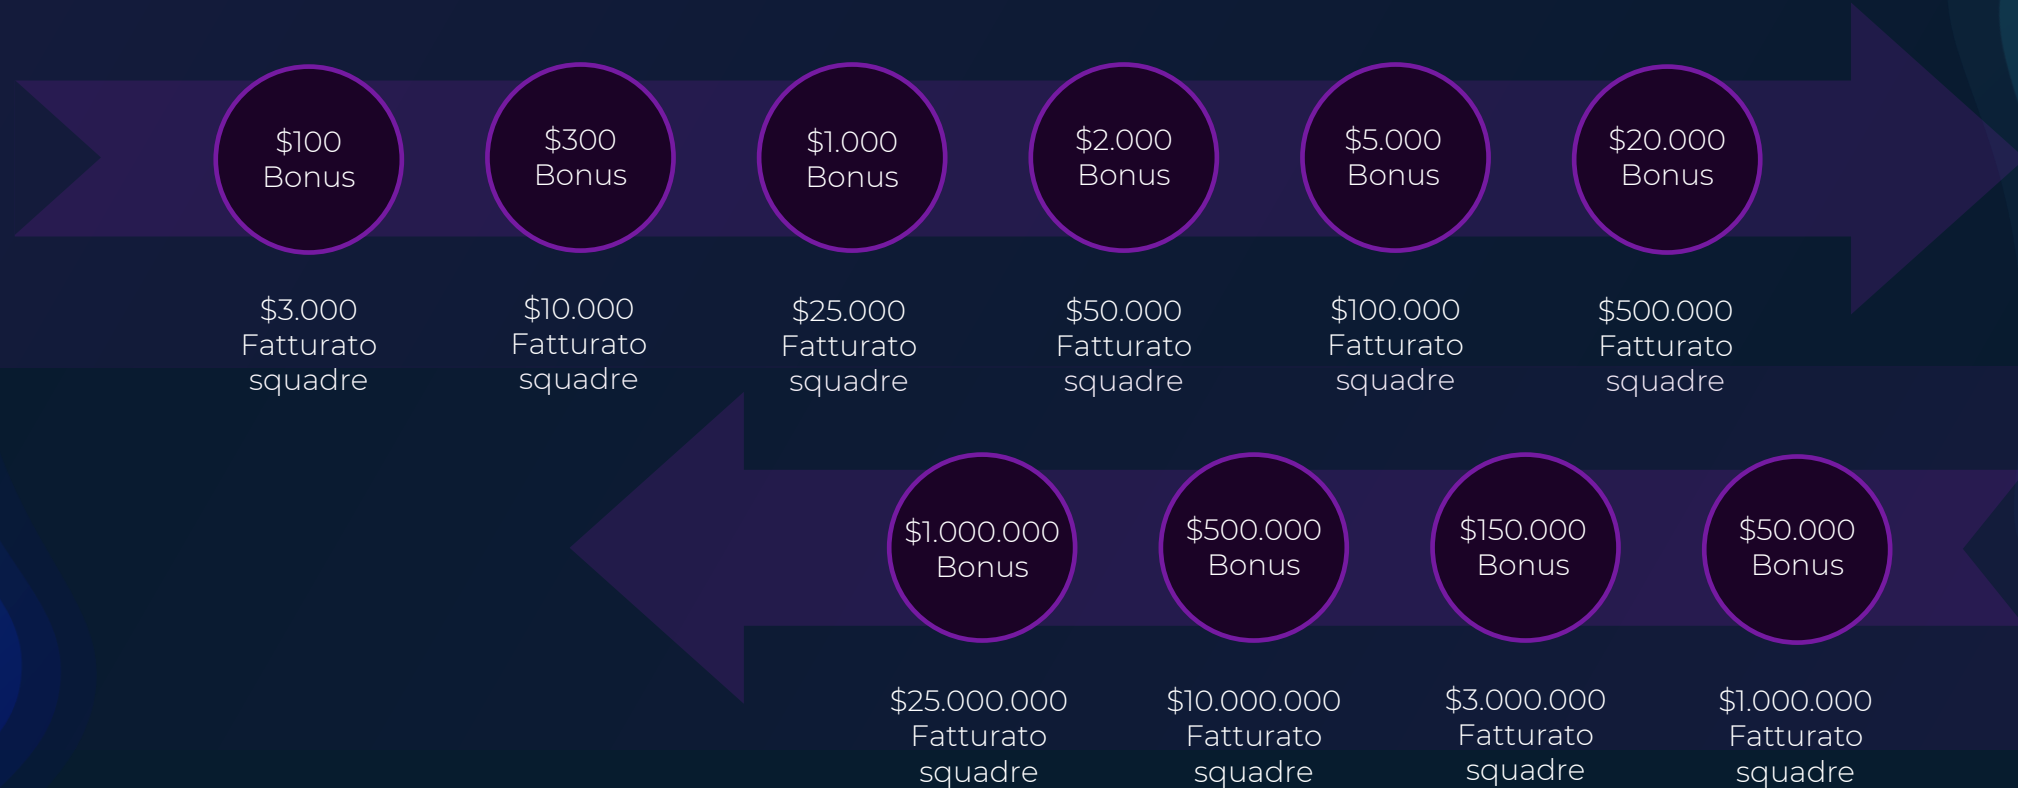 $100
Bonus
$300
Bonus
$1.000
Bonus
$2.000
Bonus
$5.000
Bonus
$20.000
Bonus
$3.000
Fatturato
squadre
$10.000
Fatturato
squadre
$25.000
Fatturato
squadre
$50.000
Fatturato
squadre
$100.000
Fatturato
squadre
$500.000
Fatturato
squadre
$1.000.000
Bonus
$500.000
Bonus
$150.000
Bonus
$50.000
Bonus
$25.000.000
Fatturato
squadre
$10.000.000
Fatturato
squadre
$3.000.000
Fatturato
squadre
$1.000.000
Fatturato
squadre